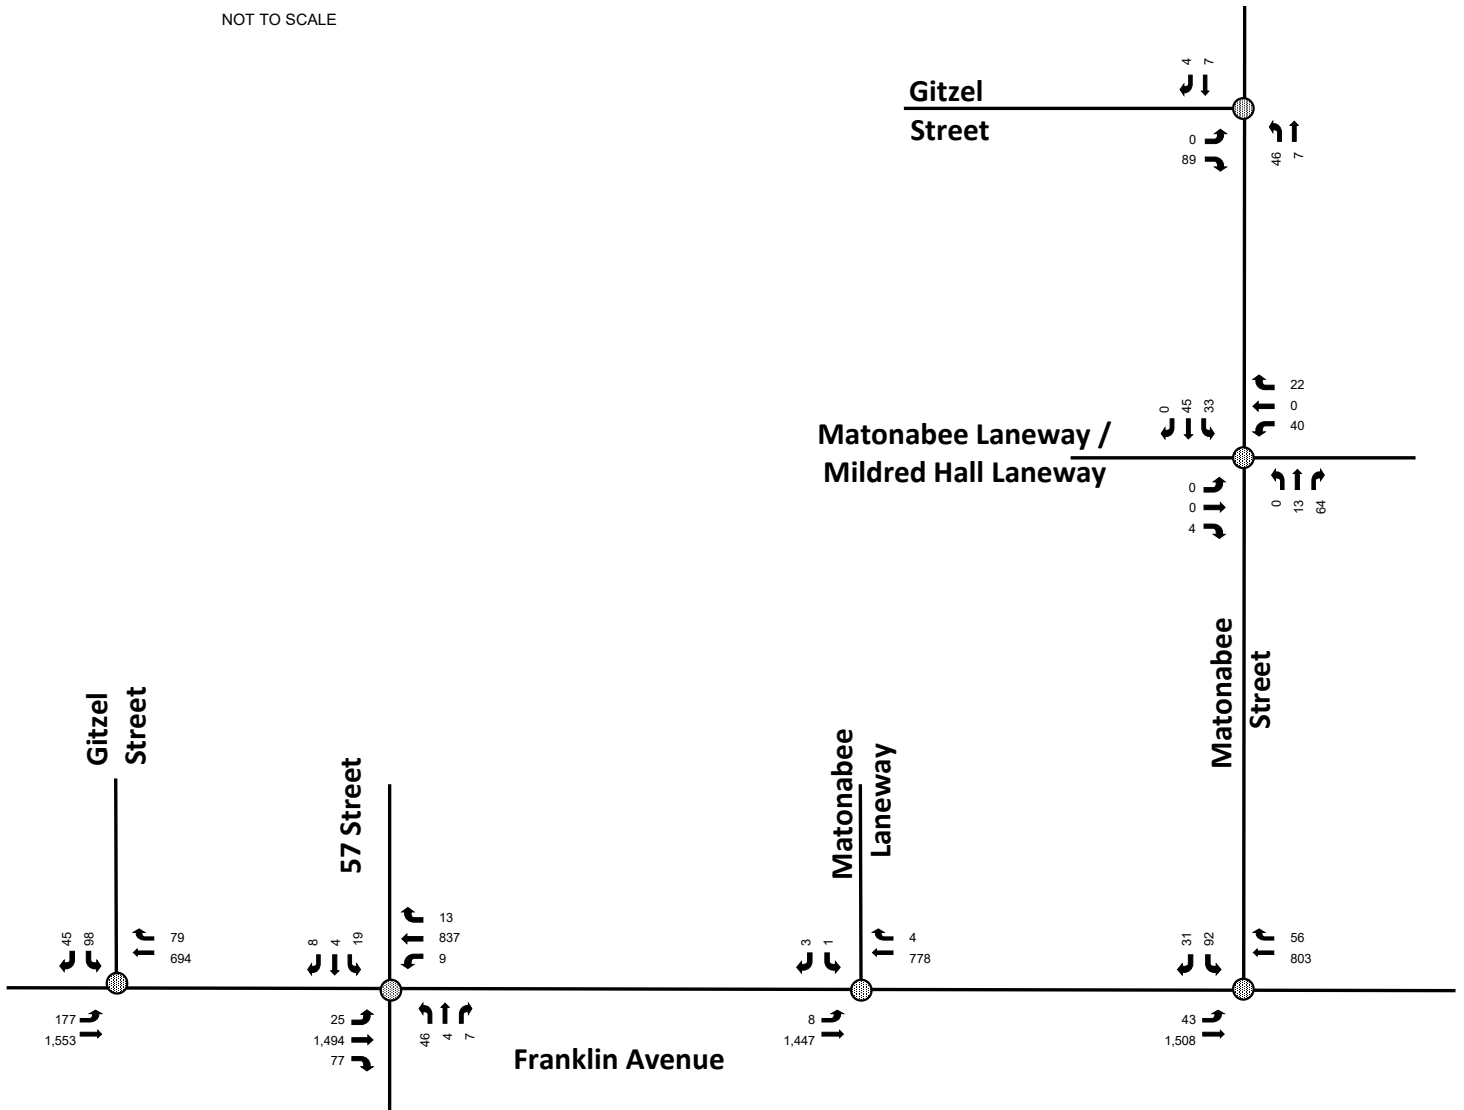 NOT TO SCALE
4 7
Gitzel
Street
0
89
46 7
0 45 33
22
0
40
Matonabee Laneway /
Mildred Hall Laneway
0
0
4
0 13 64
Matonabee
Street
Gitzel
Street
57 Street
Matonabee
Laneway
45 98
79
694
177
1,553
8 4 19
13
837
9
25
1,494
77
46 4 7
3 1
4
778
8
1,447
31 92
56
803
43
1,508
Franklin Avenue